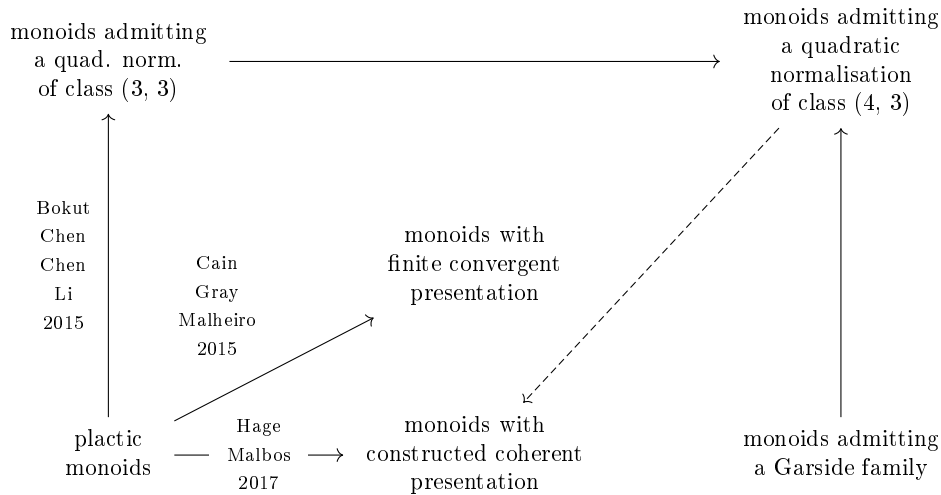 monoids admitting
a quad. norm.
of class (3, 3)
monoids admitting
a quadratic
normalisation
of class (4, 3)
Bokut
Chen
Chen
Li
2015
Cain
Gray
Malheiro
2015
monoids with
finite convergent
presentation
plactic
monoids
Hage
Malbos
2017
monoids with
constructed coherent
presentation
monoids admitting
a Garside family